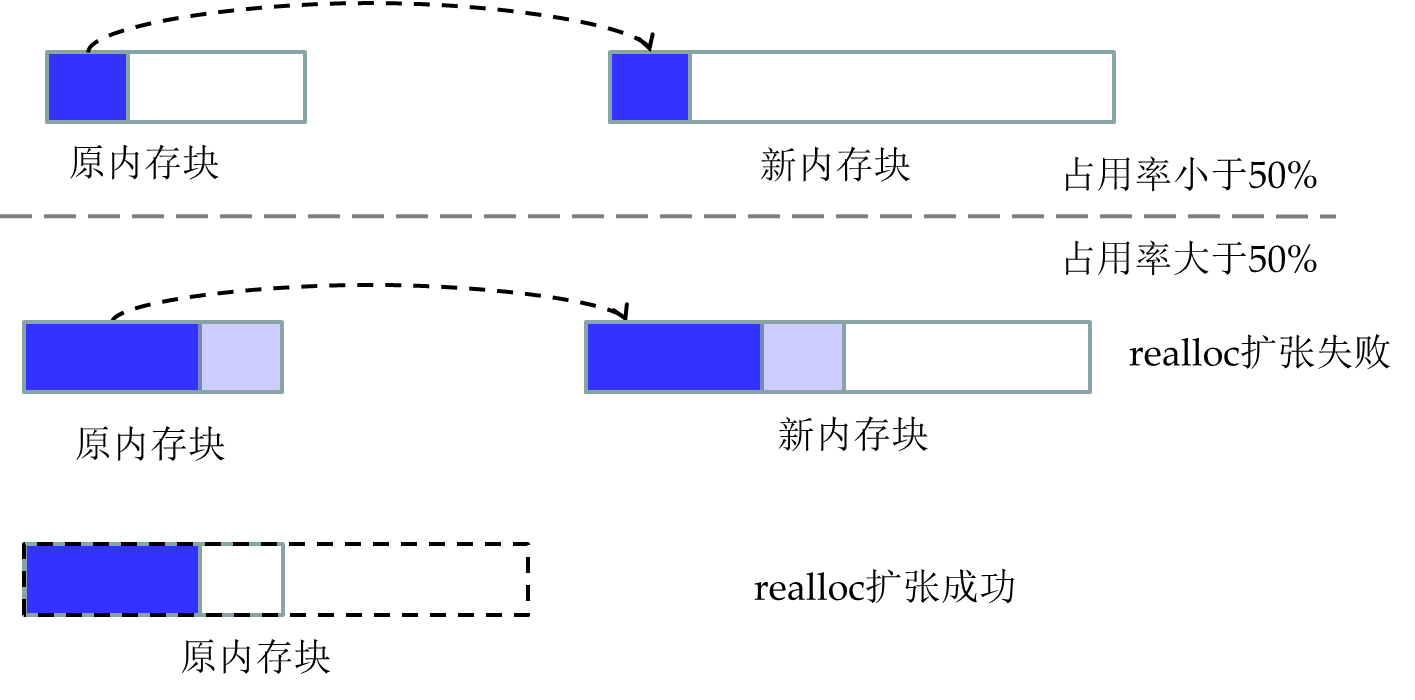 原内存块
新内存块
占用率小于50%
占用率大于50%
realloc扩张失败
原内存块
新内存块
realloc扩张成功
原内存块